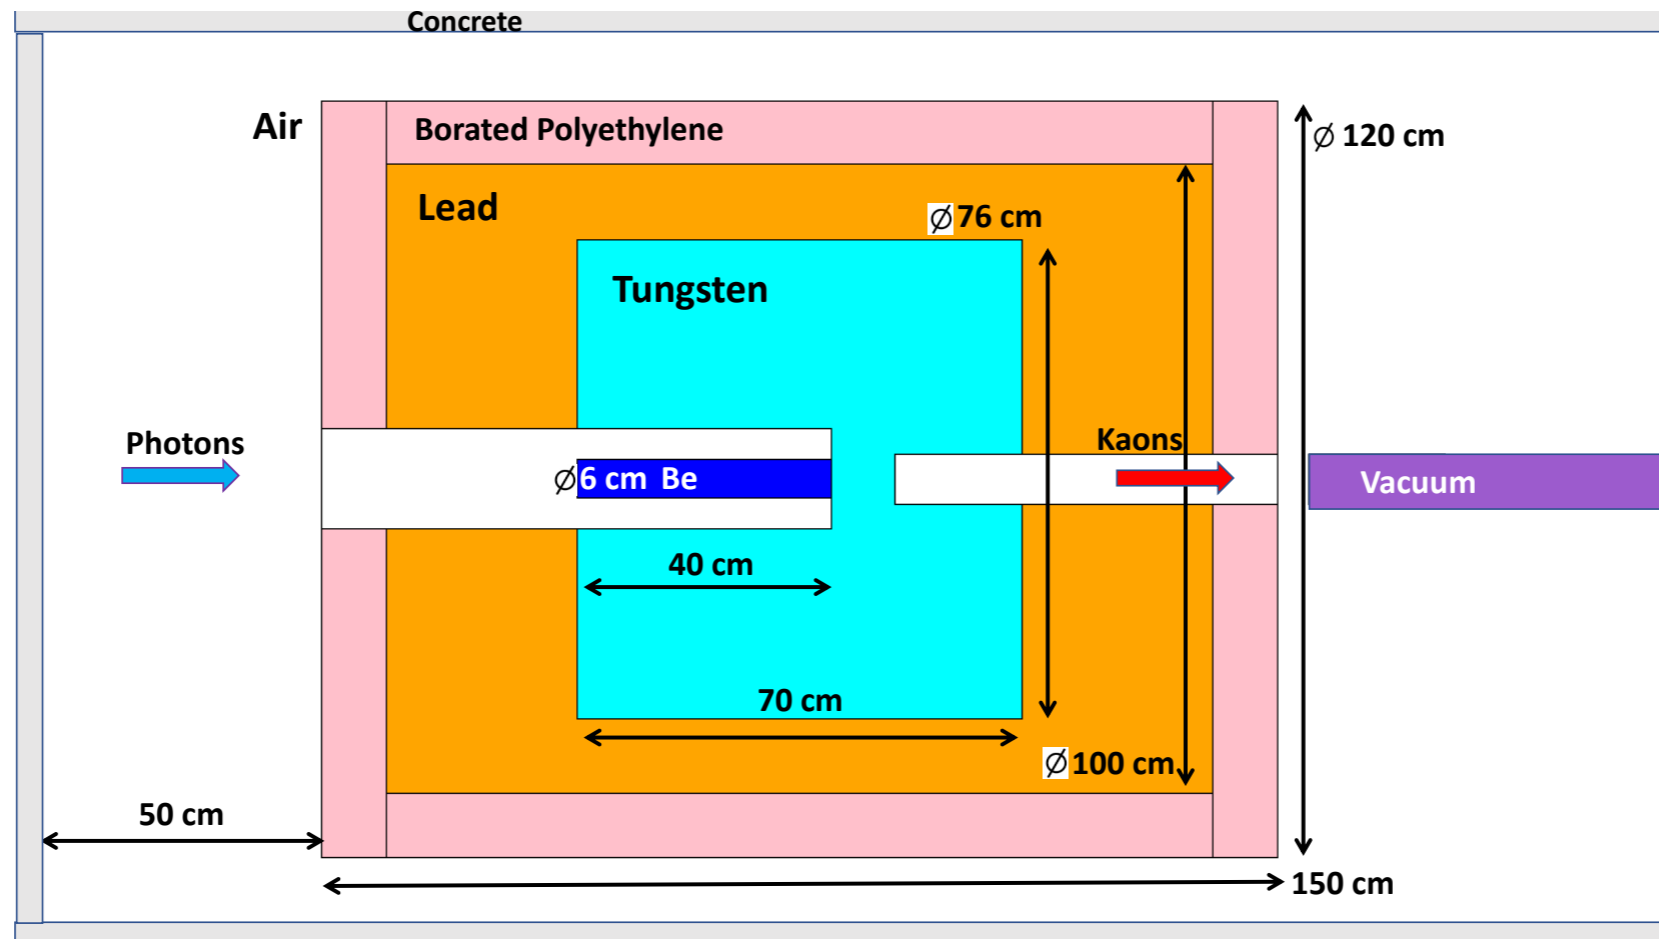 Concrete
Air
Borated Polyethylene
∅ 120 cm
Lead
∅ 76 cm
Tungsten
Photons
Kaons
∅6 cm Be
Vacuum
40 cm
70 cm
∅ 100 cm
50 cm
150 cm